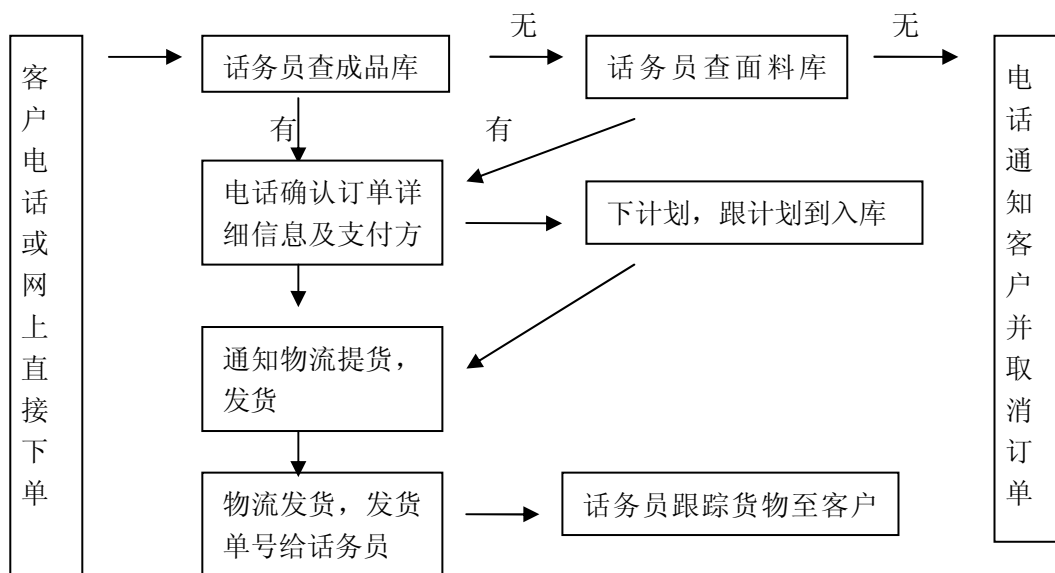 客户电话或网上直接下单
话务员查成品库
无
话务员查面料库
无
电话通知客户并取消订单
有
有
电话确认订单详
细信息及支付方
下计划，跟计划到入库
通知物流提货，
发货
物流发货，发货
单号给话务员
话务员跟踪货物至客户